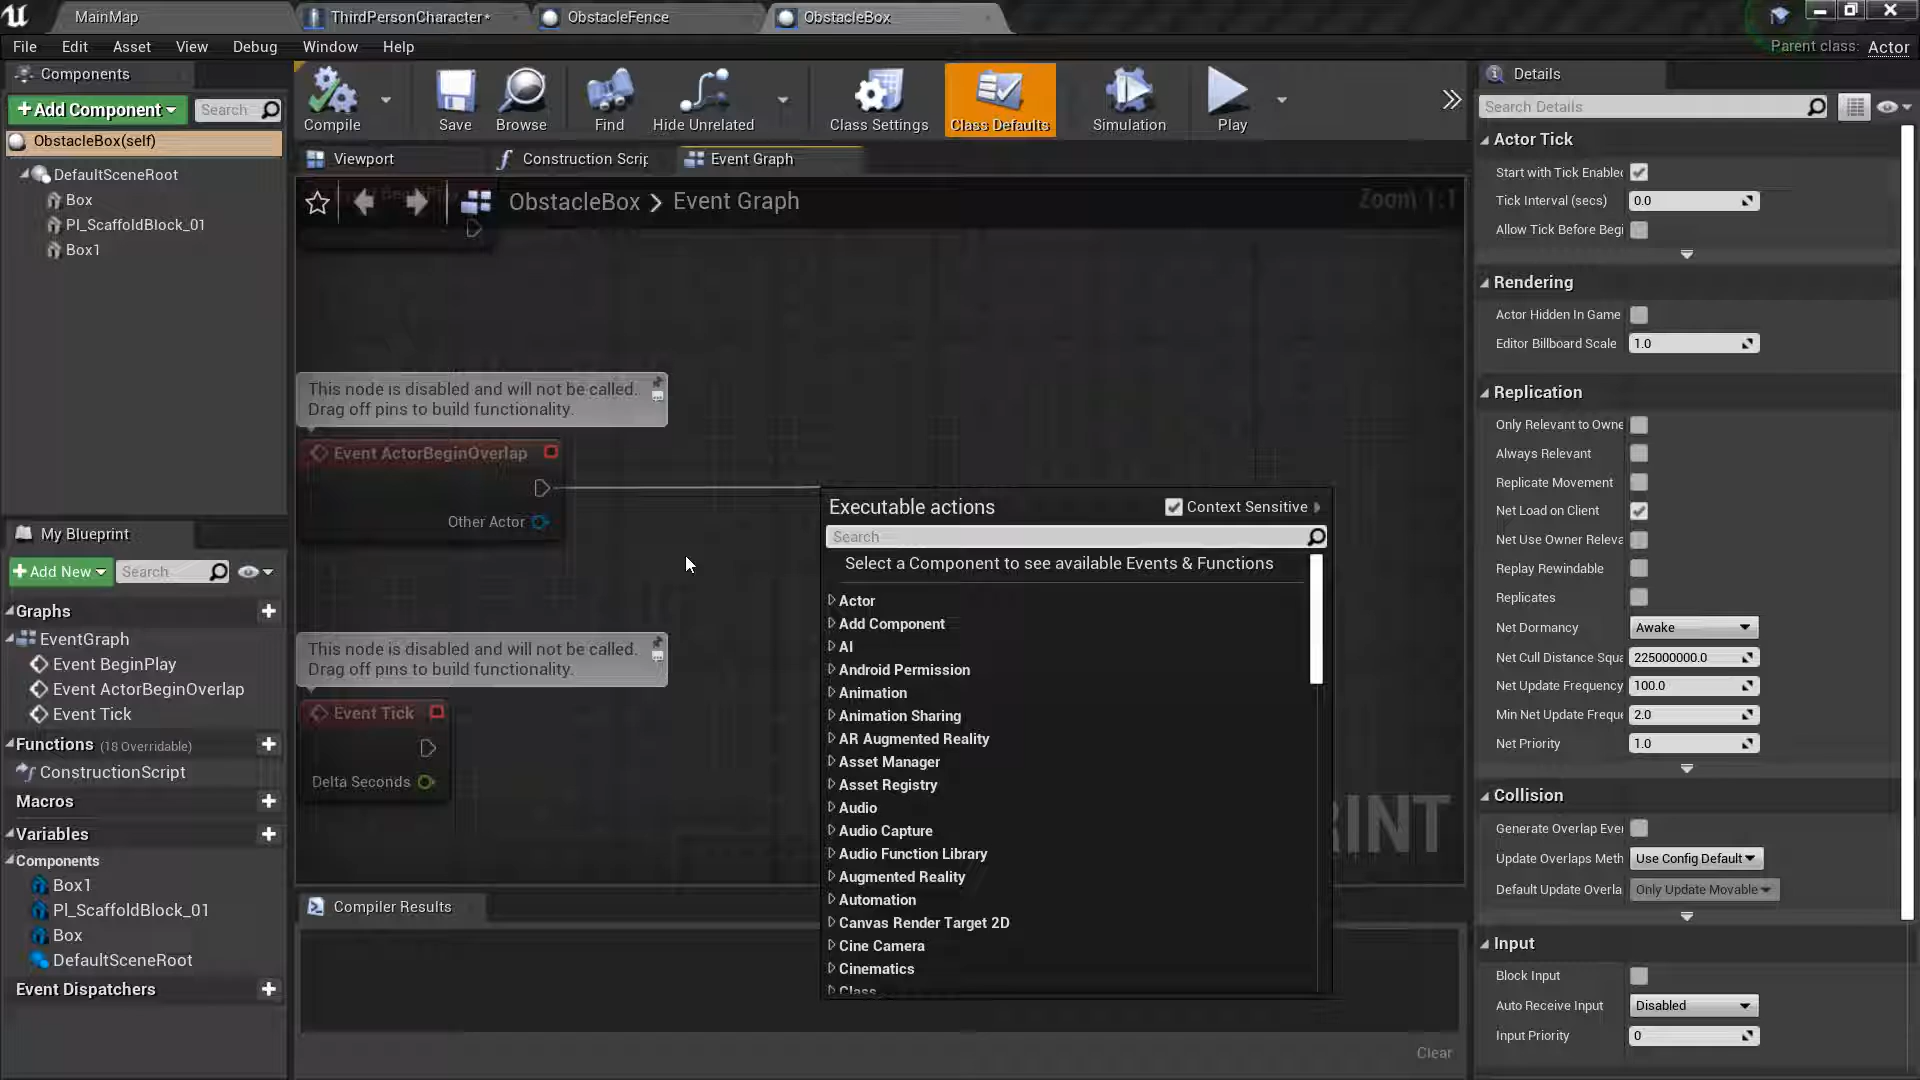 MainMap
ThirdPersonCharacter*
ObstacleFence
ObstacleBox
File Edit Asset View Debug Window Help
Parent class: Actor
Components
+Add Component
Search
ObstacleBox(self)
DefaultSceneRoot
Box
Pl_ScaffoldBlock_01
Box1
Compile
Save
Browse
Find
Hide Unrelated
Class Settings
Class Defaults
Simulation
Play
Viewport
Construction Scrip
Event Graph
ObstacleBox > Event Graph
Zoom 1:1
This node is disabled and will not be called.
Drag off pins to build functionality.
Event ActorBeginOverlap
Other Actor
This node is disabled and will not be called.
Drag off pins to build functionality.
Event Tick
Delta Seconds
Executable actions
Context Sensitive
Search
Select a Component to see available Events & Functions
Actor
Add Component
AI
Android Permission
Animation
Animation Sharing
AR Augmented Reality
Asset Manager
Asset Registry
Audio
Audio Capture
Audio Function Library
Augmented Reality
Automation
Canvas Render Target 2D
Cine Camera
Cinematics
Class
RINT
Compiler Results
Clear
My Blueprint
+Add New
Search
Graphs
EventGraph
Event BeginPlay
Event ActorBeginOverlap
Event Tick
Functions (18 Overridable)
ConstructionScript
Macros
Variables
Components
Box1
Pl_ScaffoldBlock_01
Box
DefaultSceneRoot
Event Dispatchers
Details
Search Details
Actor Tick
Start with Tick Enablec
Tick Interval (secs) 0.0
Allow Tick Before Begi
Rendering
Actor Hidden In Game
Editor Billboard Scale 1.0
Replication
Only Relevant to Owne
Always Relevant
Replicate Movement
Net Load on Client
Net Use Owner Releva
Replay Rewindable
Replicates
Net Dormancy Awake
Net Cull Distance Squa 225000000.0
Net Update Frequency 100.0
Min Net Update Freque 2.0
Net Priority 1.0
Collision
Generate Overlap Ever
Update Overlaps Meth Use Config Default
Default Update Overla Only Update Movable
Input
Block Input
Auto Receive Input Disabled
Input Priority 0